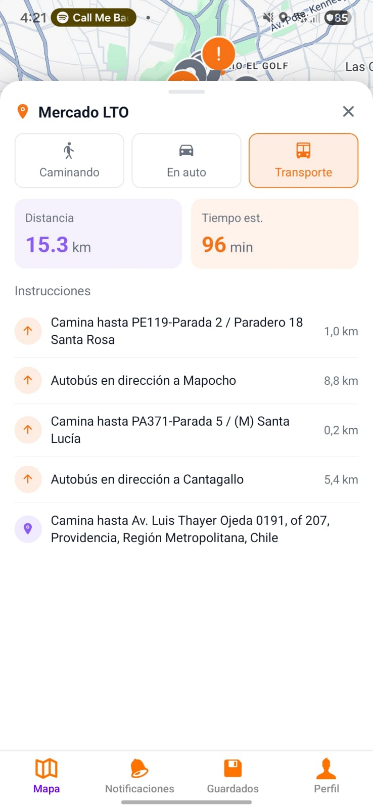 4:21
Call Me Ba
85
Av. Pdte. Kennedy
IO EL GOLF
Las C
Mercado LTO
Caminando
En auto
Transporte
Distancia
Tiempo est.
15.3 km
96 min
Instrucciones
Camina hasta PE119-Parada 2 / Paradero 18
Santa Rosa
1,0 km
Autobús en dirección a Mapocho
8,8 km
Camina hasta PA371-Parada 5 / (M) Santa
Lucía
0,2 km
Autobús en dirección a Cantagallo
5,4 km
Camina hasta Av. Luis Thayer Ojeda 0191, of 207,
Providencia, Región Metropolitana, Chile
Mapa
Notificaciones
Guardados
Perfil